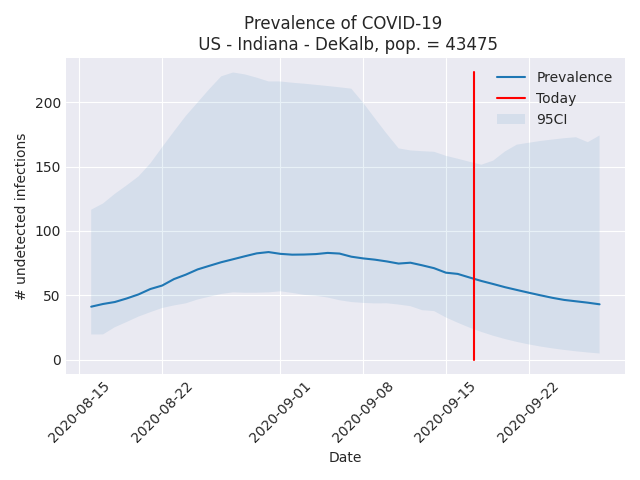 Prevalence of COVID-19
US - Indiana - DeKalb, pop. = 43475
Prevalence
Today
95CI
# undetected infections
200
150
100
50
0
2020-08-15
2020-08-22
2020-09-01
2020-09-08
2020-09-15
2020-09-22
Date